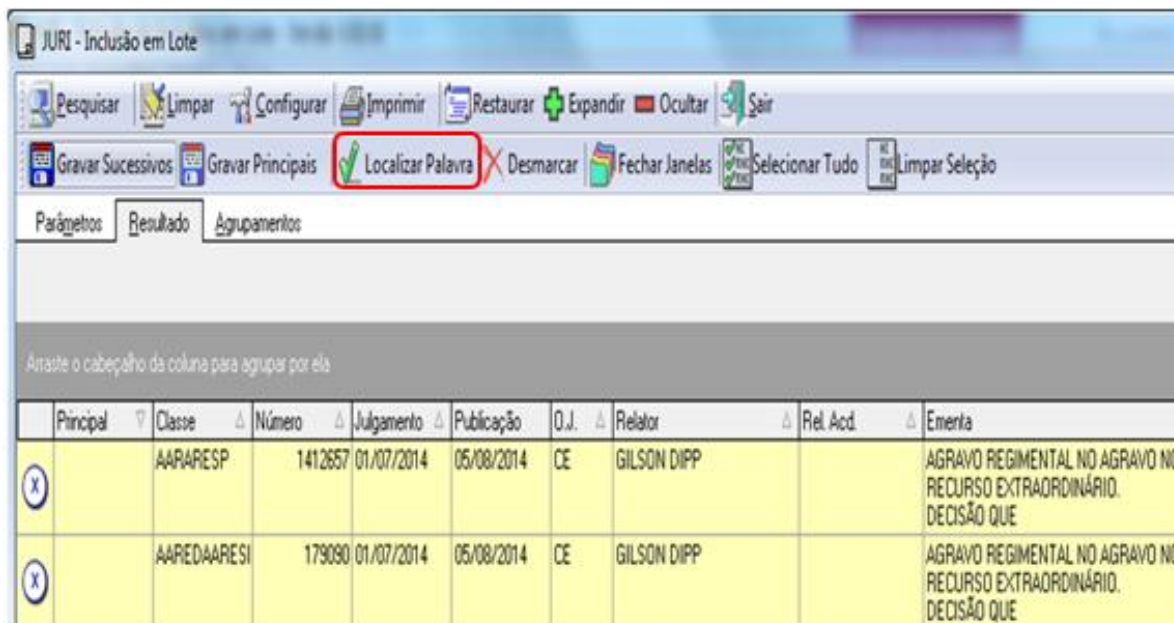 JURI - Inclusão em Lote
Pesquisar Limpar Configurar Imprimir Restaurar Expandir Ocultar Sair
Gravar Sucessivos Gravar Principais Localizar Palavra Desmarcar Fechar Janelas Selecionar Tudo Limpar Seleção
Parâmetros Resultado Agrupamentos
Arraste o cabeçalho da coluna para agrupar por ela
Principal Classe Número Julgamento Publicação O.J. Relator Rel. Acd. Ementa
X AARARESP 1412657 01/07/2014 05/08/2014 CE GILSON DIPP AGRAVO REGIMENTAL NO AGRAVO NO
RECURSO EXTRAORDINÁRIO.
DECISÃO QUE
X AAREDAARESI 179090 01/07/2014 05/08/2014 CE GILSON DIPP AGRAVO REGIMENTAL NO AGRAVO NO
RECURSO EXTRAORDINÁRIO.
DECISÃO QUE